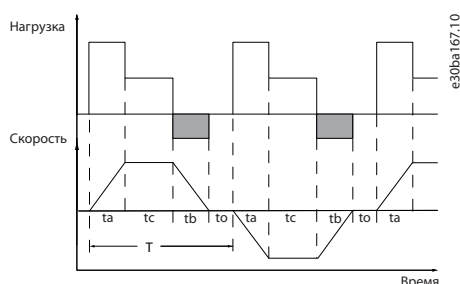 Нагрузка
Скорость
ta tc tb to ta tc tb to ta
T
Время
e30ba167.10